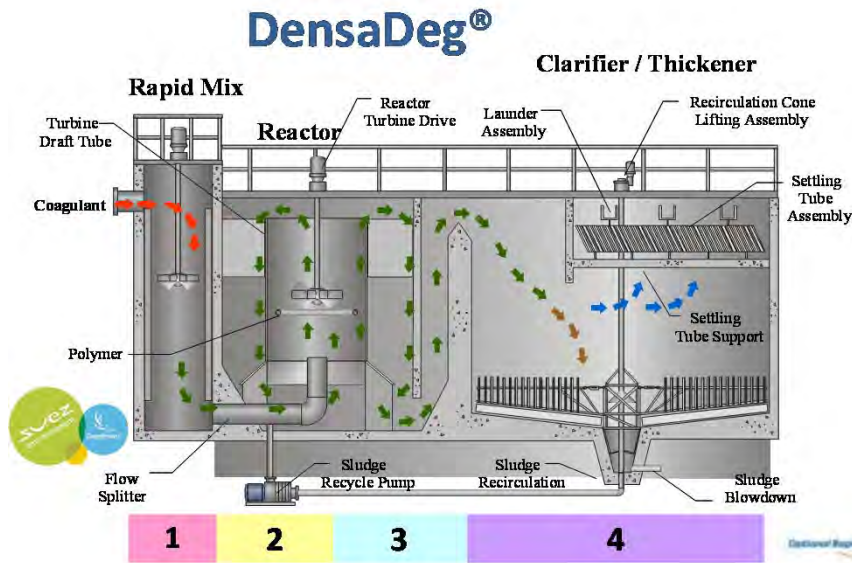 DensaDeg®
Clarifier / Thickener
Rapid Mix
Reactor
Turbine
Draft Tube
Reactor
Turbine Drive
Launder
Assembly
Recirculation Cone
Lifting Assembly
Coagulant
Settling
Tube
Assembly
Polymer
Settling
Tube Support
suez
Flow
Splitter
Sludge
Recycle Pump
Sludge
Recirculation
Sludge
Blowdown
1
2
3
4